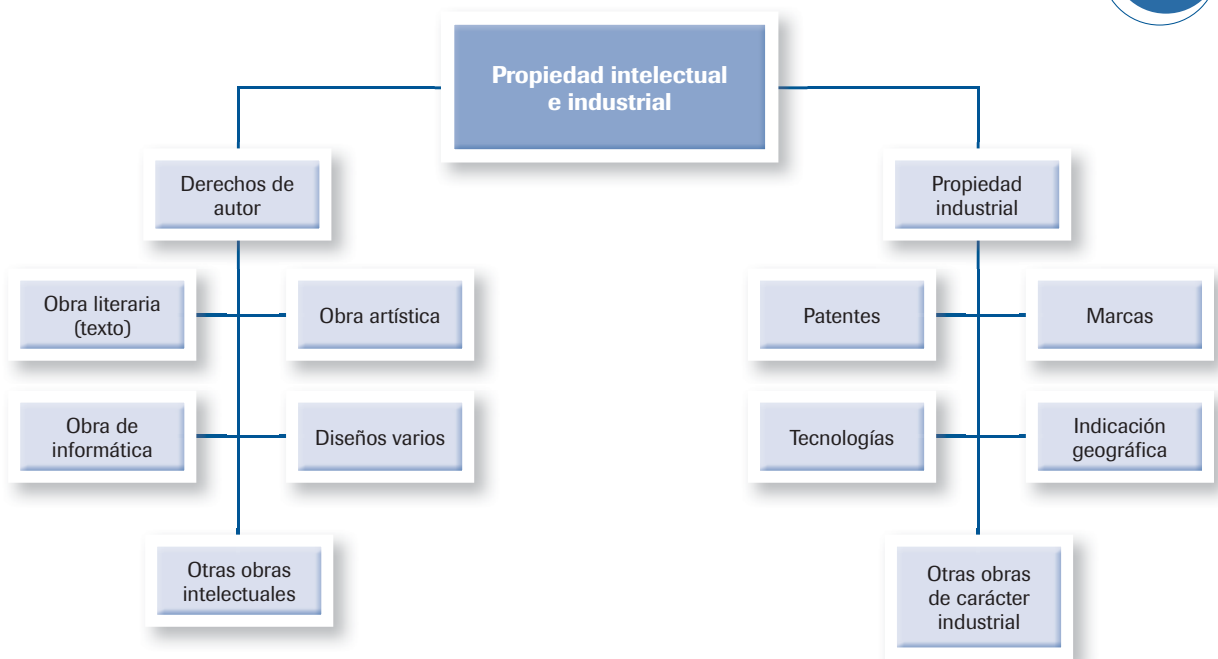 Propiedad intelectual
e industrial
Derechos de
autor
Propiedad
industrial
Obra literaria
(texto)
Obra artística
Patentes
Marcas
Obra de
informática
Diseños varios
Tecnologías
Indicación
geográfica
Otras obras
intelectuales
Otras obras
de carácter
industrial